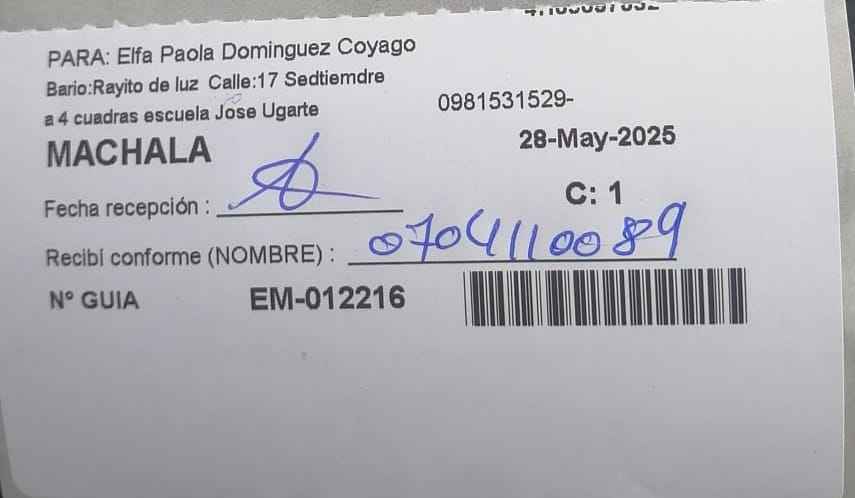 PARA: Elfa Paola Dominguez Coyago
Bario:Rayito de luz Calle:17 Sedtiemdre
a 4 cuadras escuela Jose Ugarte
0981531529-
MACHALA
28-May-2025
Fecha recepción :
C: 1
Recibí conforme (NOMBRE) : 0704110089
Nº GUIA EM-012216